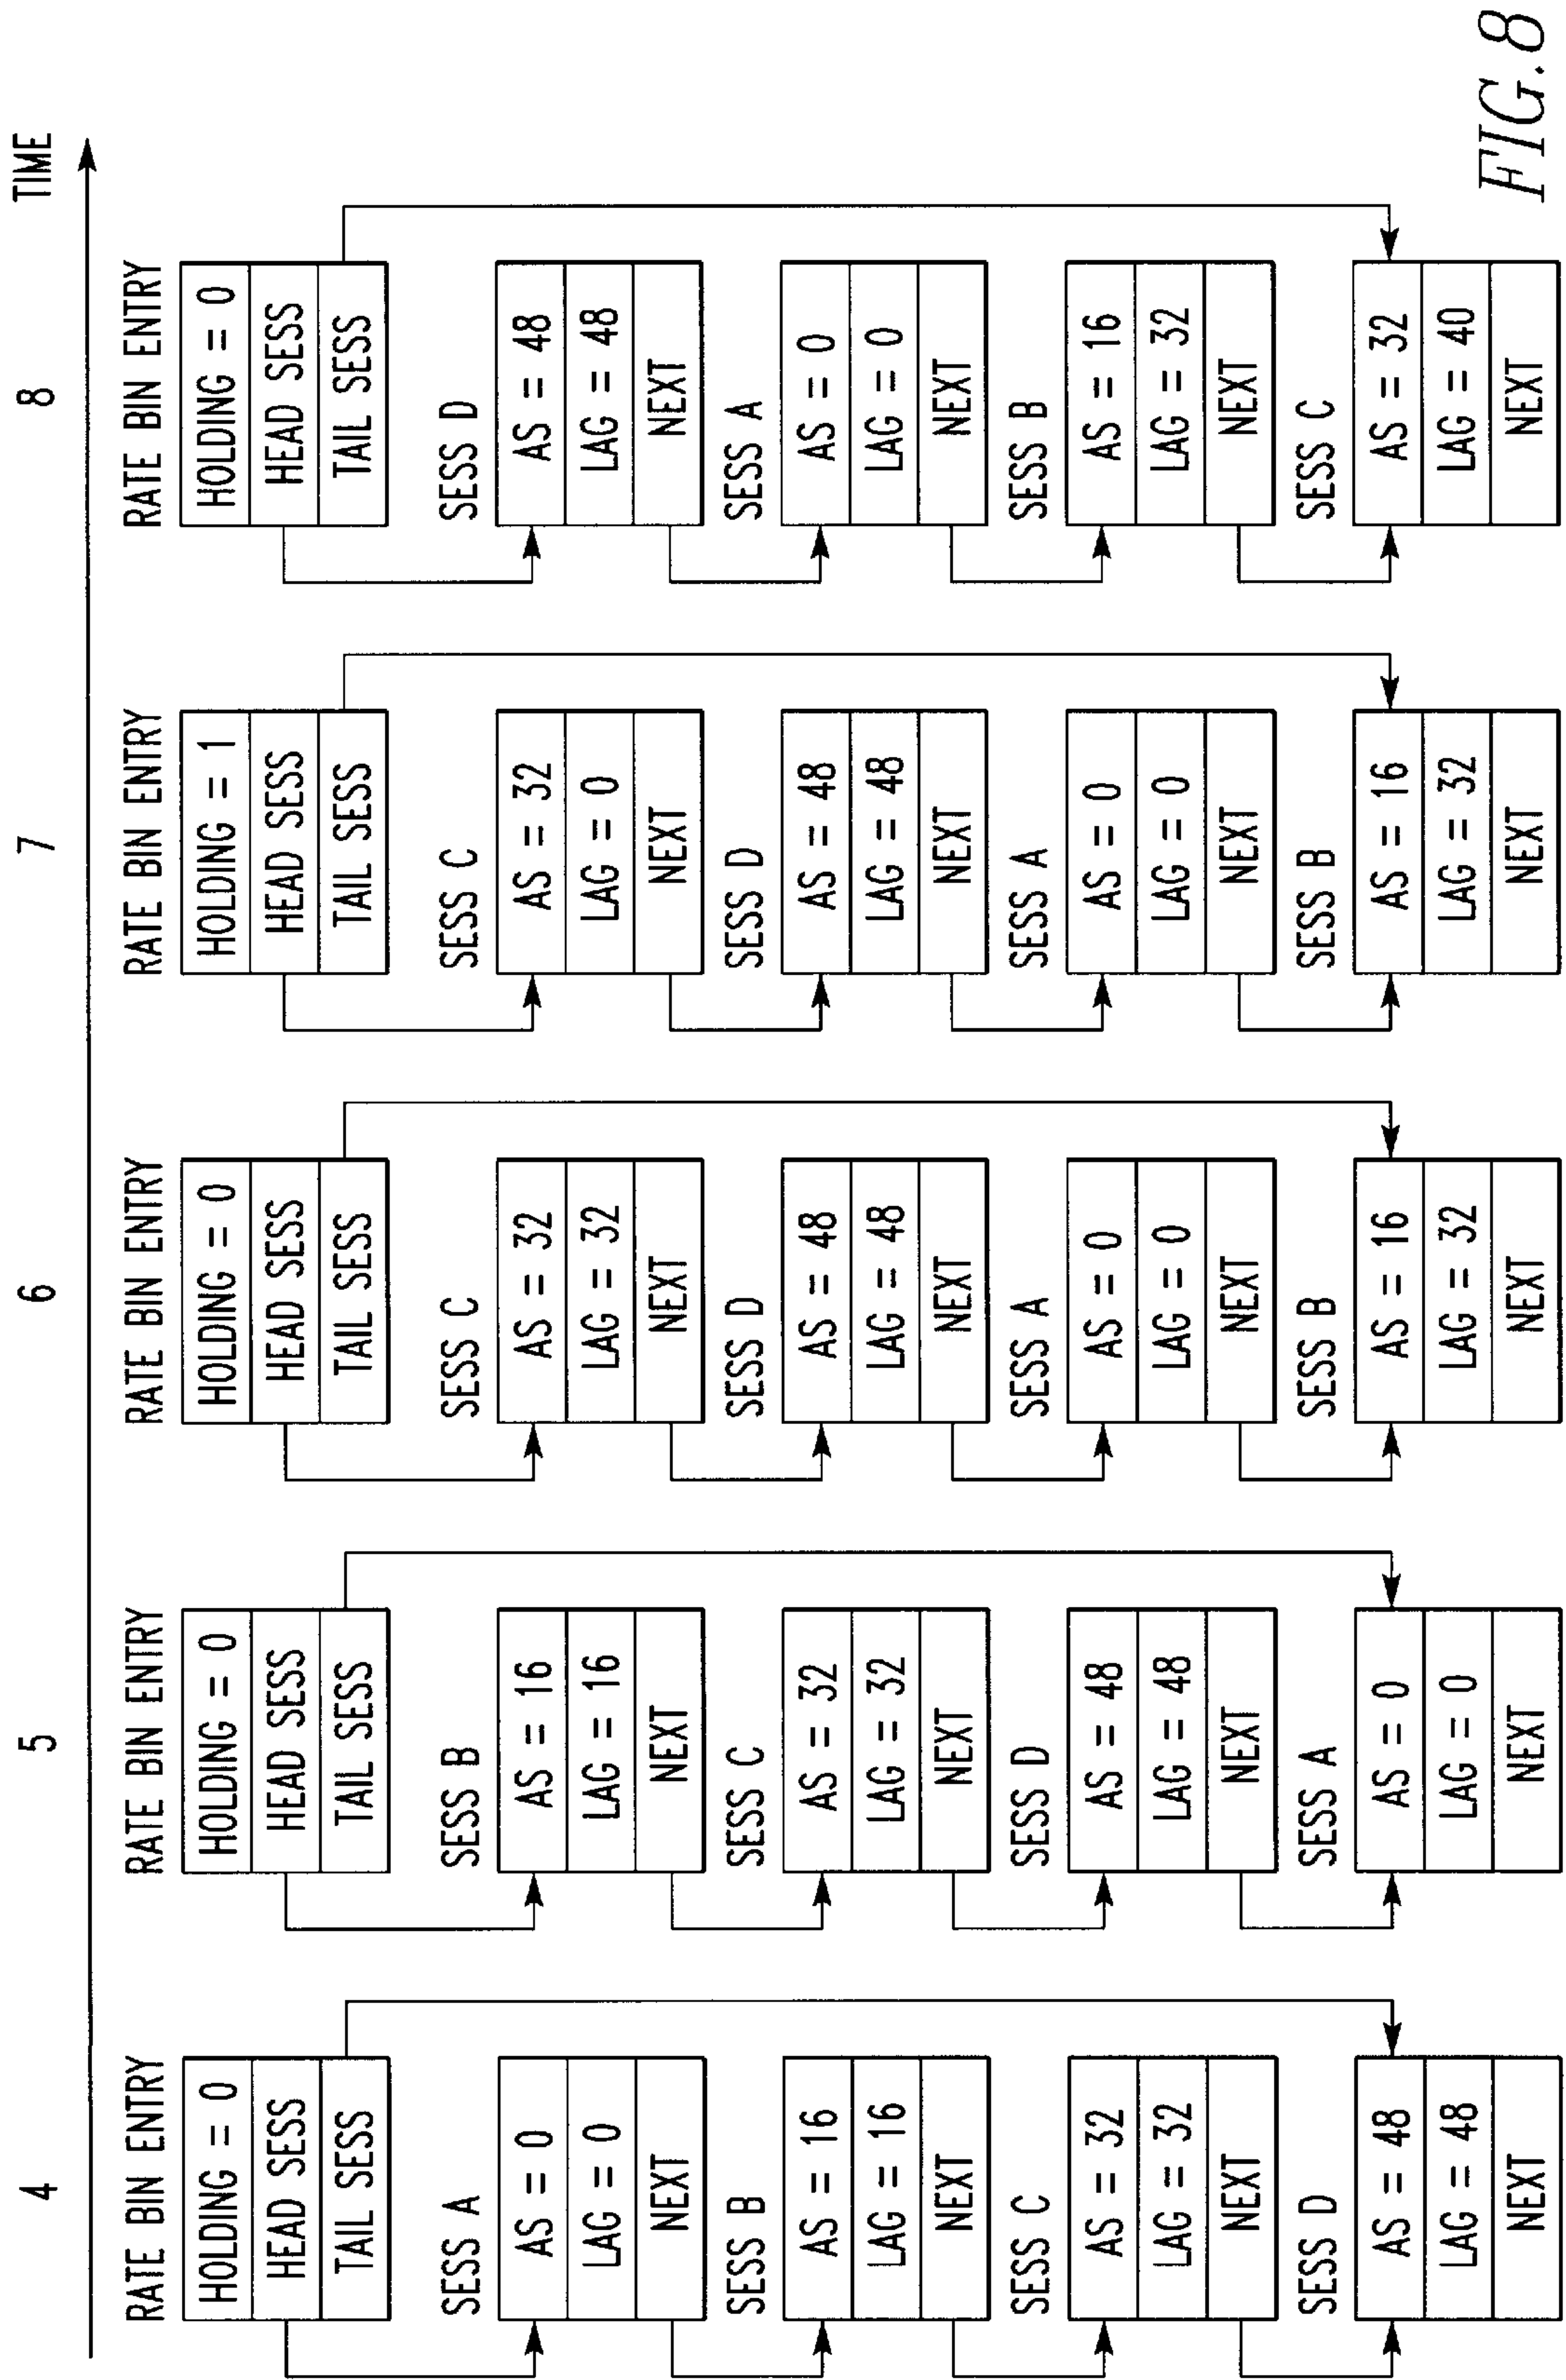 TIME
4
5
6
7
8
RATE BIN ENTRY
HOLDING = 0
HEAD SESS
TAIL SESS
SESS A
AS = 0
LAG = 0
NEXT
SESS B
AS = 16
LAG = 16
NEXT
SESS C
AS = 32
LAG = 32
NEXT
SESS D
AS = 48
LAG = 48
NEXT
RATE BIN ENTRY
HOLDING = 0
HEAD SESS
TAIL SESS
SESS B
AS = 16
LAG = 16
NEXT
SESS C
AS = 32
LAG = 32
NEXT
SESS D
AS = 48
LAG = 48
NEXT
SESS A
AS = 0
LAG = 0
NEXT
RATE BIN ENTRY
HOLDING = 0
HEAD SESS
TAIL SESS
SESS C
AS = 32
LAG = 32
NEXT
SESS D
AS = 48
LAG = 48
NEXT
SESS A
AS = 0
LAG = 0
NEXT
SESS B
AS = 16
LAG = 32
NEXT
RATE BIN ENTRY
HOLDING = 1
HEAD SESS
TAIL SESS
SESS C
AS = 32
LAG = 0
NEXT
SESS D
AS = 48
LAG = 48
NEXT
SESS A
AS = 0
LAG = 0
NEXT
SESS B
AS = 16
LAG = 32
NEXT
RATE BIN ENTRY
HOLDING = 0
HEAD SESS
TAIL SESS
SESS D
AS = 48
LAG = 48
NEXT
SESS A
AS = 0
LAG = 0
NEXT
SESS B
AS = 16
LAG = 32
NEXT
SESS C
AS = 32
LAG = 40
NEXT
FIG.8